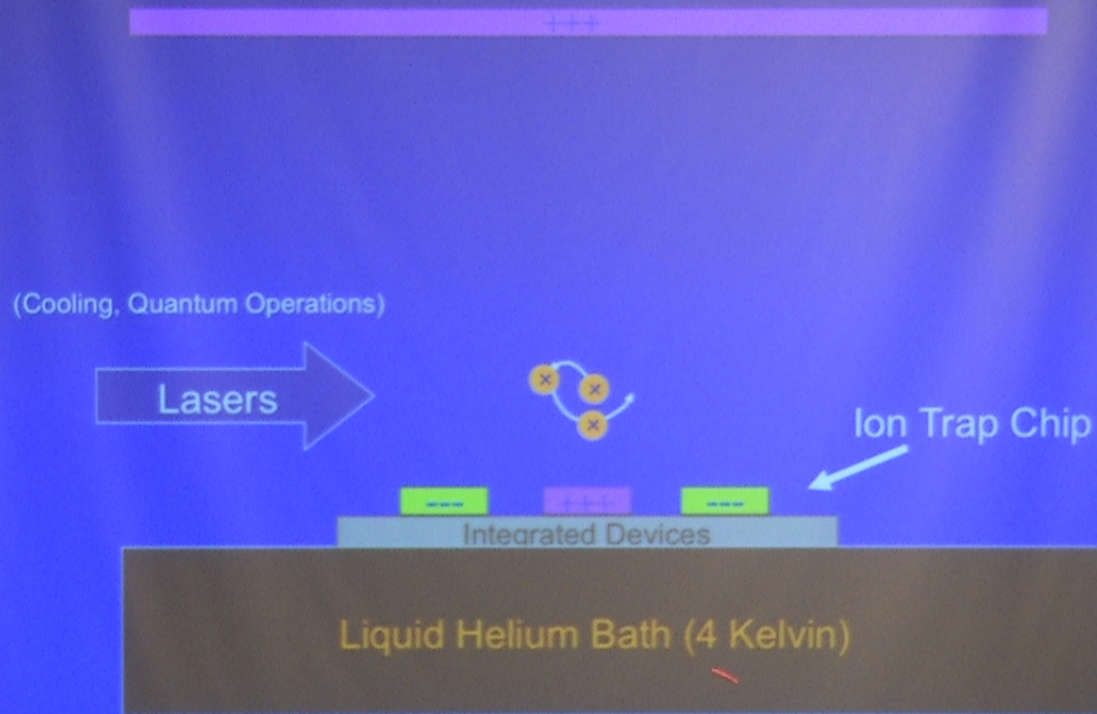 +++
(Cooling, Quantum Operations)
Lasers
×
×
×
Ion Trap Chip
---
+++
---
Integrated Devices
Liquid Helium Bath (4 Kelvin)